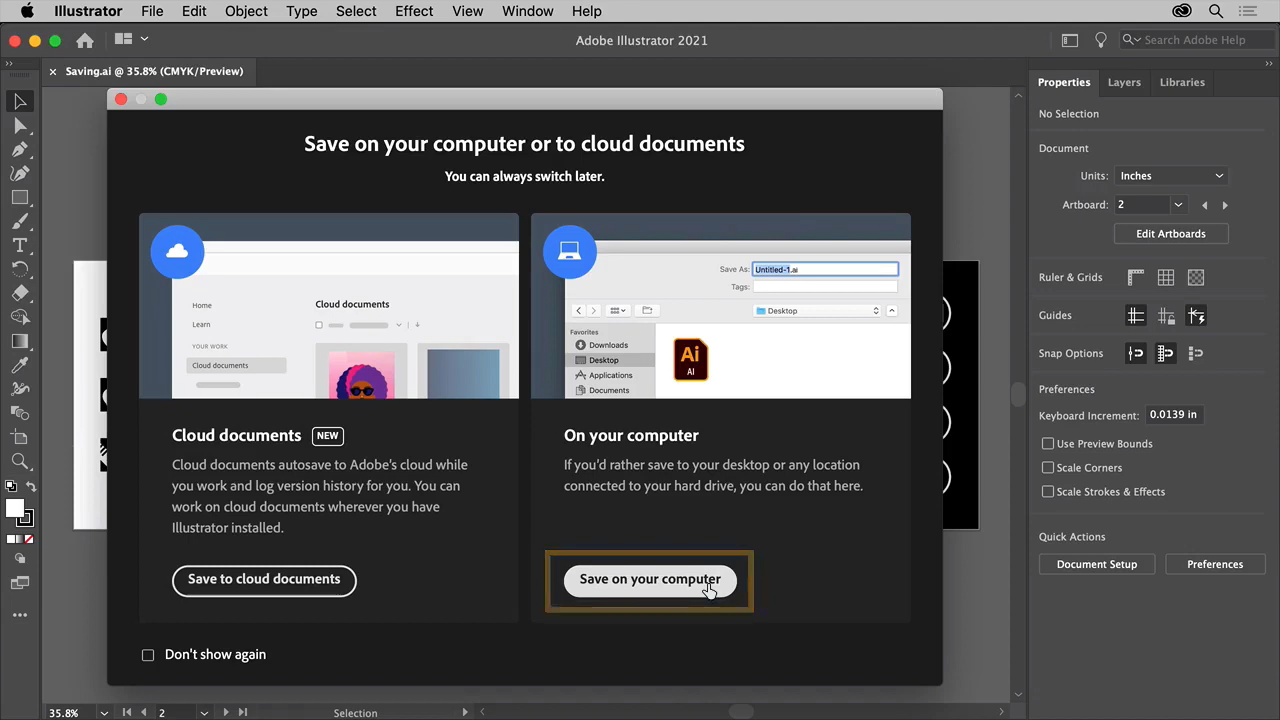 Illustrator File Edit Object Type Select Effect View Window Help
Adobe Illustrator 2021
Search Adobe Help
Saving.ai @ 35.8% (CMYK/Preview)
Save on your computer or to cloud documents
You can always switch later.
Home
Learn
YOUR WORK
Cloud documents
Cloud documents
Save As: Untitled-1.ai
Tags:
Desktop
Favorites
Downloads
Desktop
Applications
Documents
Ai
AI
Cloud documents NEW
Cloud documents autosave to Adobe's cloud while
you work and log version history for you. You can
work on cloud documents wherever you have
Illustrator installed.
Save to cloud documents
On your computer
If you'd rather save to your desktop or any location
connected to your hard drive, you can do that here.
Save on your computer
Don't show again
Properties Layers Libraries
No Selection
Document
Units: Inches
Artboard: 2
Edit Artboards
Ruler & Grids
Guides
Snap Options
Preferences
Keyboard Increment: 0.0139 in
Use Preview Bounds
Scale Corners
Scale Strokes & Effects
Quick Actions
Document Setup Preferences
35.8% 2 Selection